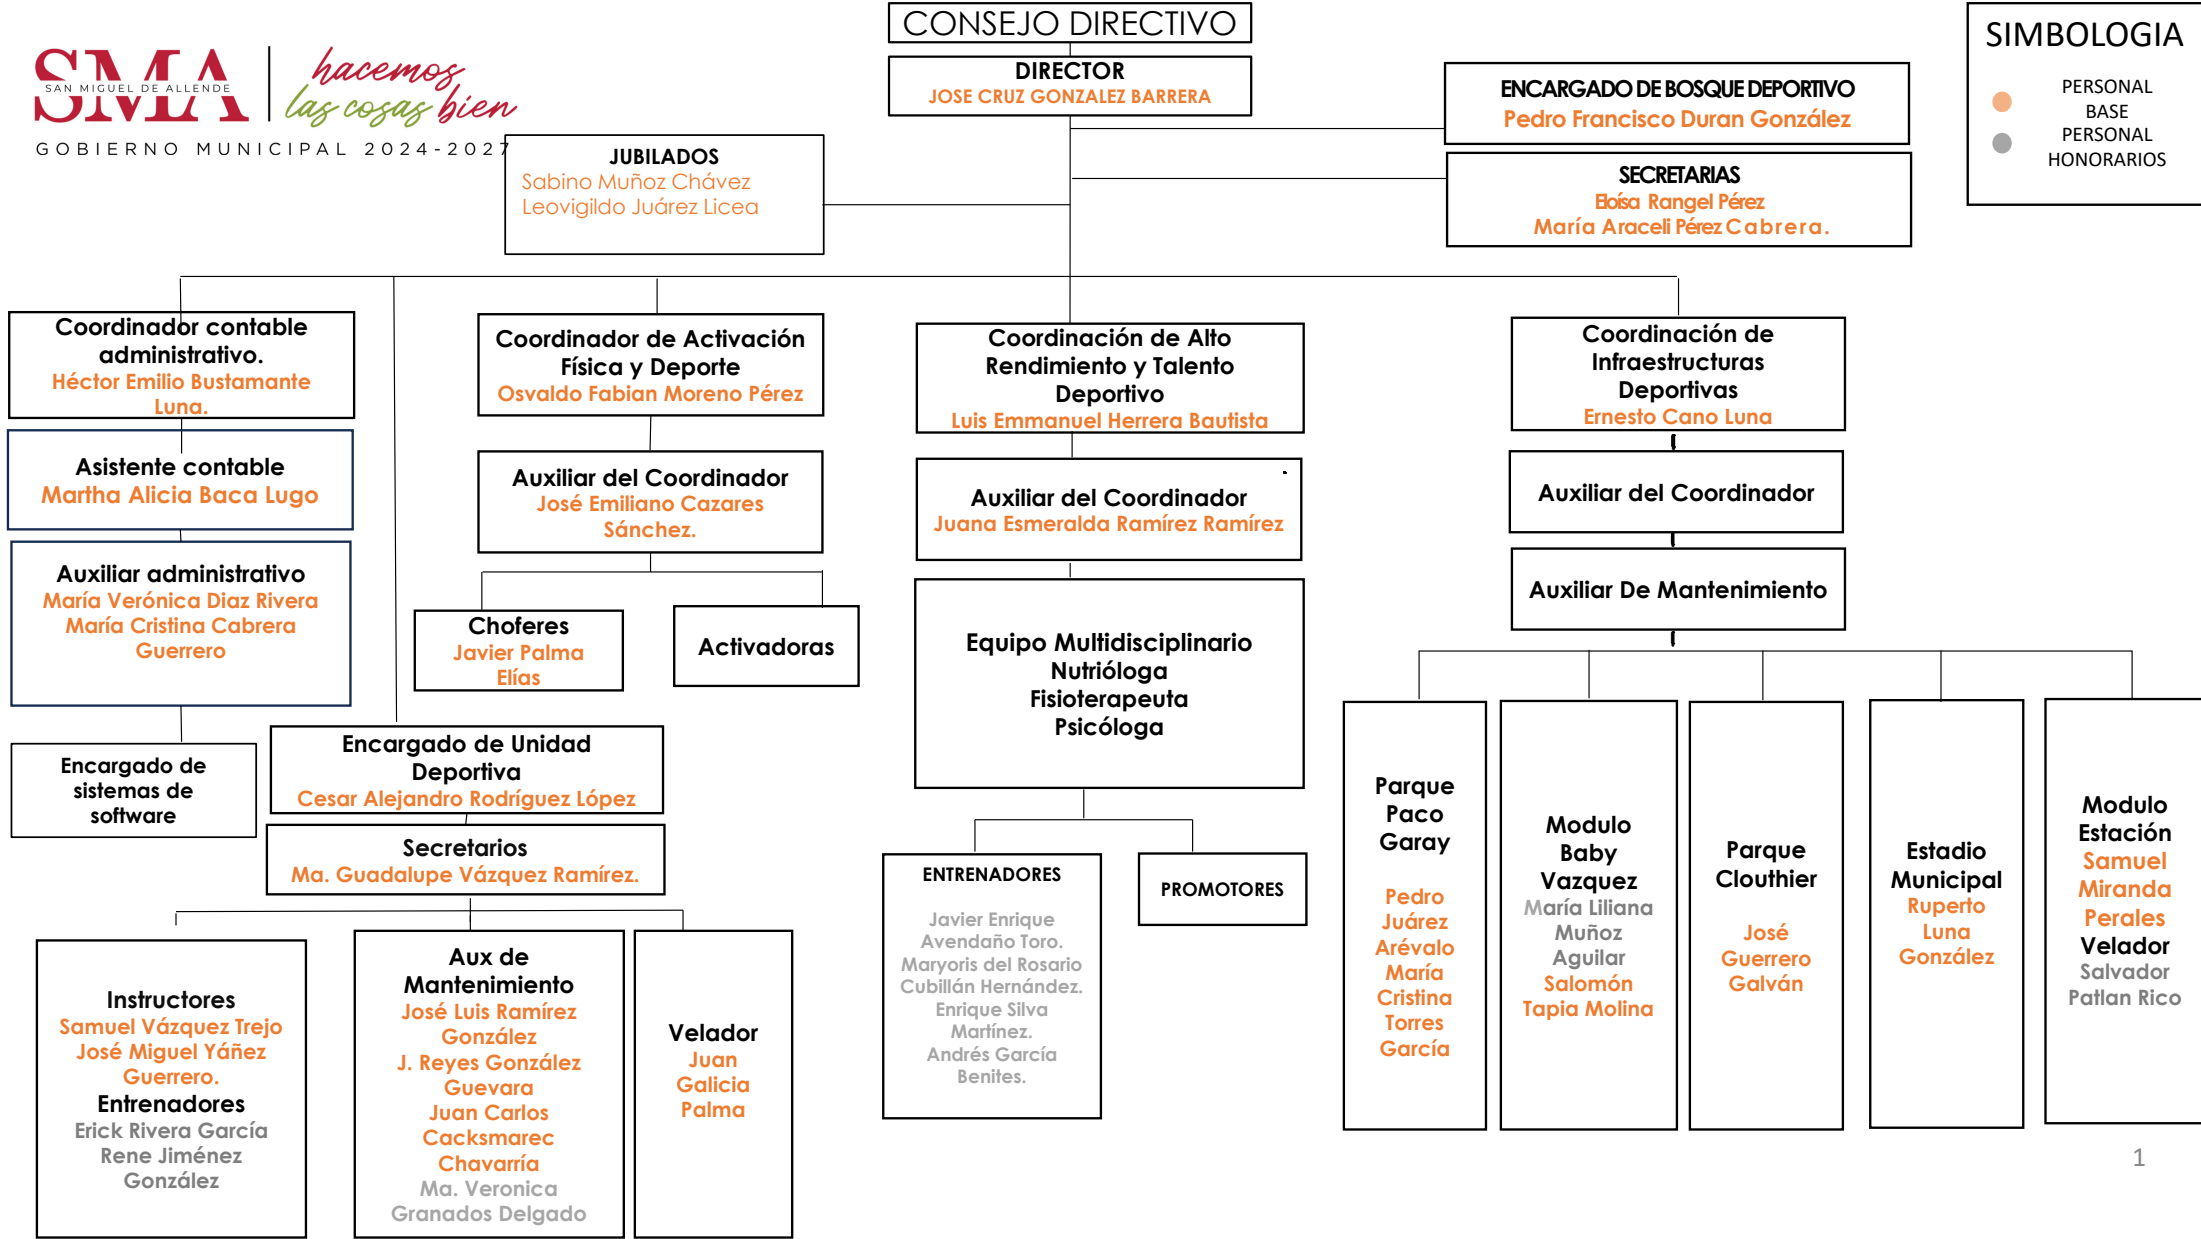 CONSEJO DIRECTIVO
DIRECTOR
JOSE CRUZ GONZALEZ BARRERA
SMA
SAN MIGUEL DE ALLENDE
hacemos
las cosas bien
GOBIERNO MUNICIPAL 2024-2027
SIMBOLOGIA
PERSONAL
BASE
PERSONAL
HONORARIOS
ENCARGADO DE BOSQUE DEPORTIVO
Pedro Francisco Duran González
JUBILADOS
Sabino Muñoz Chávez
Leovigildo Juárez Licea
SECRETARIAS
Eloísa Rangel Pérez
María Araceli Pérez Cabrera.
Coordinador contable
administrativo.
Héctor Emilio Bustamante
Luna.
Asistente contable
Martha Alicia Baca Lugo
Auxiliar administrativo
María Verónica Diaz Rivera
María Cristina Cabrera
Guerrero
Encargado de
sistemas de
software
Encargado de Unidad
Deportiva
Cesar Alejandro Rodríguez López
Secretarios
Ma. Guadalupe Vázquez Ramírez.
Instructores
Samuel Vázquez Trejo
José Miguel Yáñez
Guerrero.
Entrenadores
Erick Rivera García
Rene Jiménez
González
Aux de
Mantenimiento
José Luis Ramírez
González
J. Reyes González
Guevara
Juan Carlos
Cacksmarec
Chavarría
Ma. Veronica
Granados Delgado
Velador
Juan
Galicia
Palma
Coordinador de Activación
Física y Deporte
Osvaldo Fabian Moreno Pérez
Auxiliar del Coordinador
José Emiliano Cazares
Sánchez.
Choferes
Javier Palma
Elías
Activadoras
Coordinación de Alto
Rendimiento y Talento
Deportivo
Luis Emmanuel Herrera Bautista
.
Auxiliar del Coordinador
Juana Esmeralda Ramírez Ramírez
Equipo Multidisciplinario
Nutrióloga
Fisioterapeuta
Psicóloga
ENTRENADORES
Javier Enrique
Avendaño Toro.
Maryoris del Rosario
Cubillán Hernández.
Enrique Silva
Martínez.
Andrés García
Benites.
PROMOTORES
Coordinación de
Infraestructuras
Deportivas
Ernesto Cano Luna
Auxiliar del Coordinador
Auxiliar De Mantenimiento
Parque
Paco
Garay
Pedro
Juárez
Arévalo
María
Cristina
Torres
García
Modulo
Baby
Vazquez
María Liliana
Muñoz
Aguilar
Salomón
Tapia Molina
Parque
Clouthier
José
Guerrero
Galván
Estadio
Municipal
Ruperto
Luna
González
Modulo
Estación
Samuel
Miranda
Perales
Velador
Salvador
Patlan Rico
1